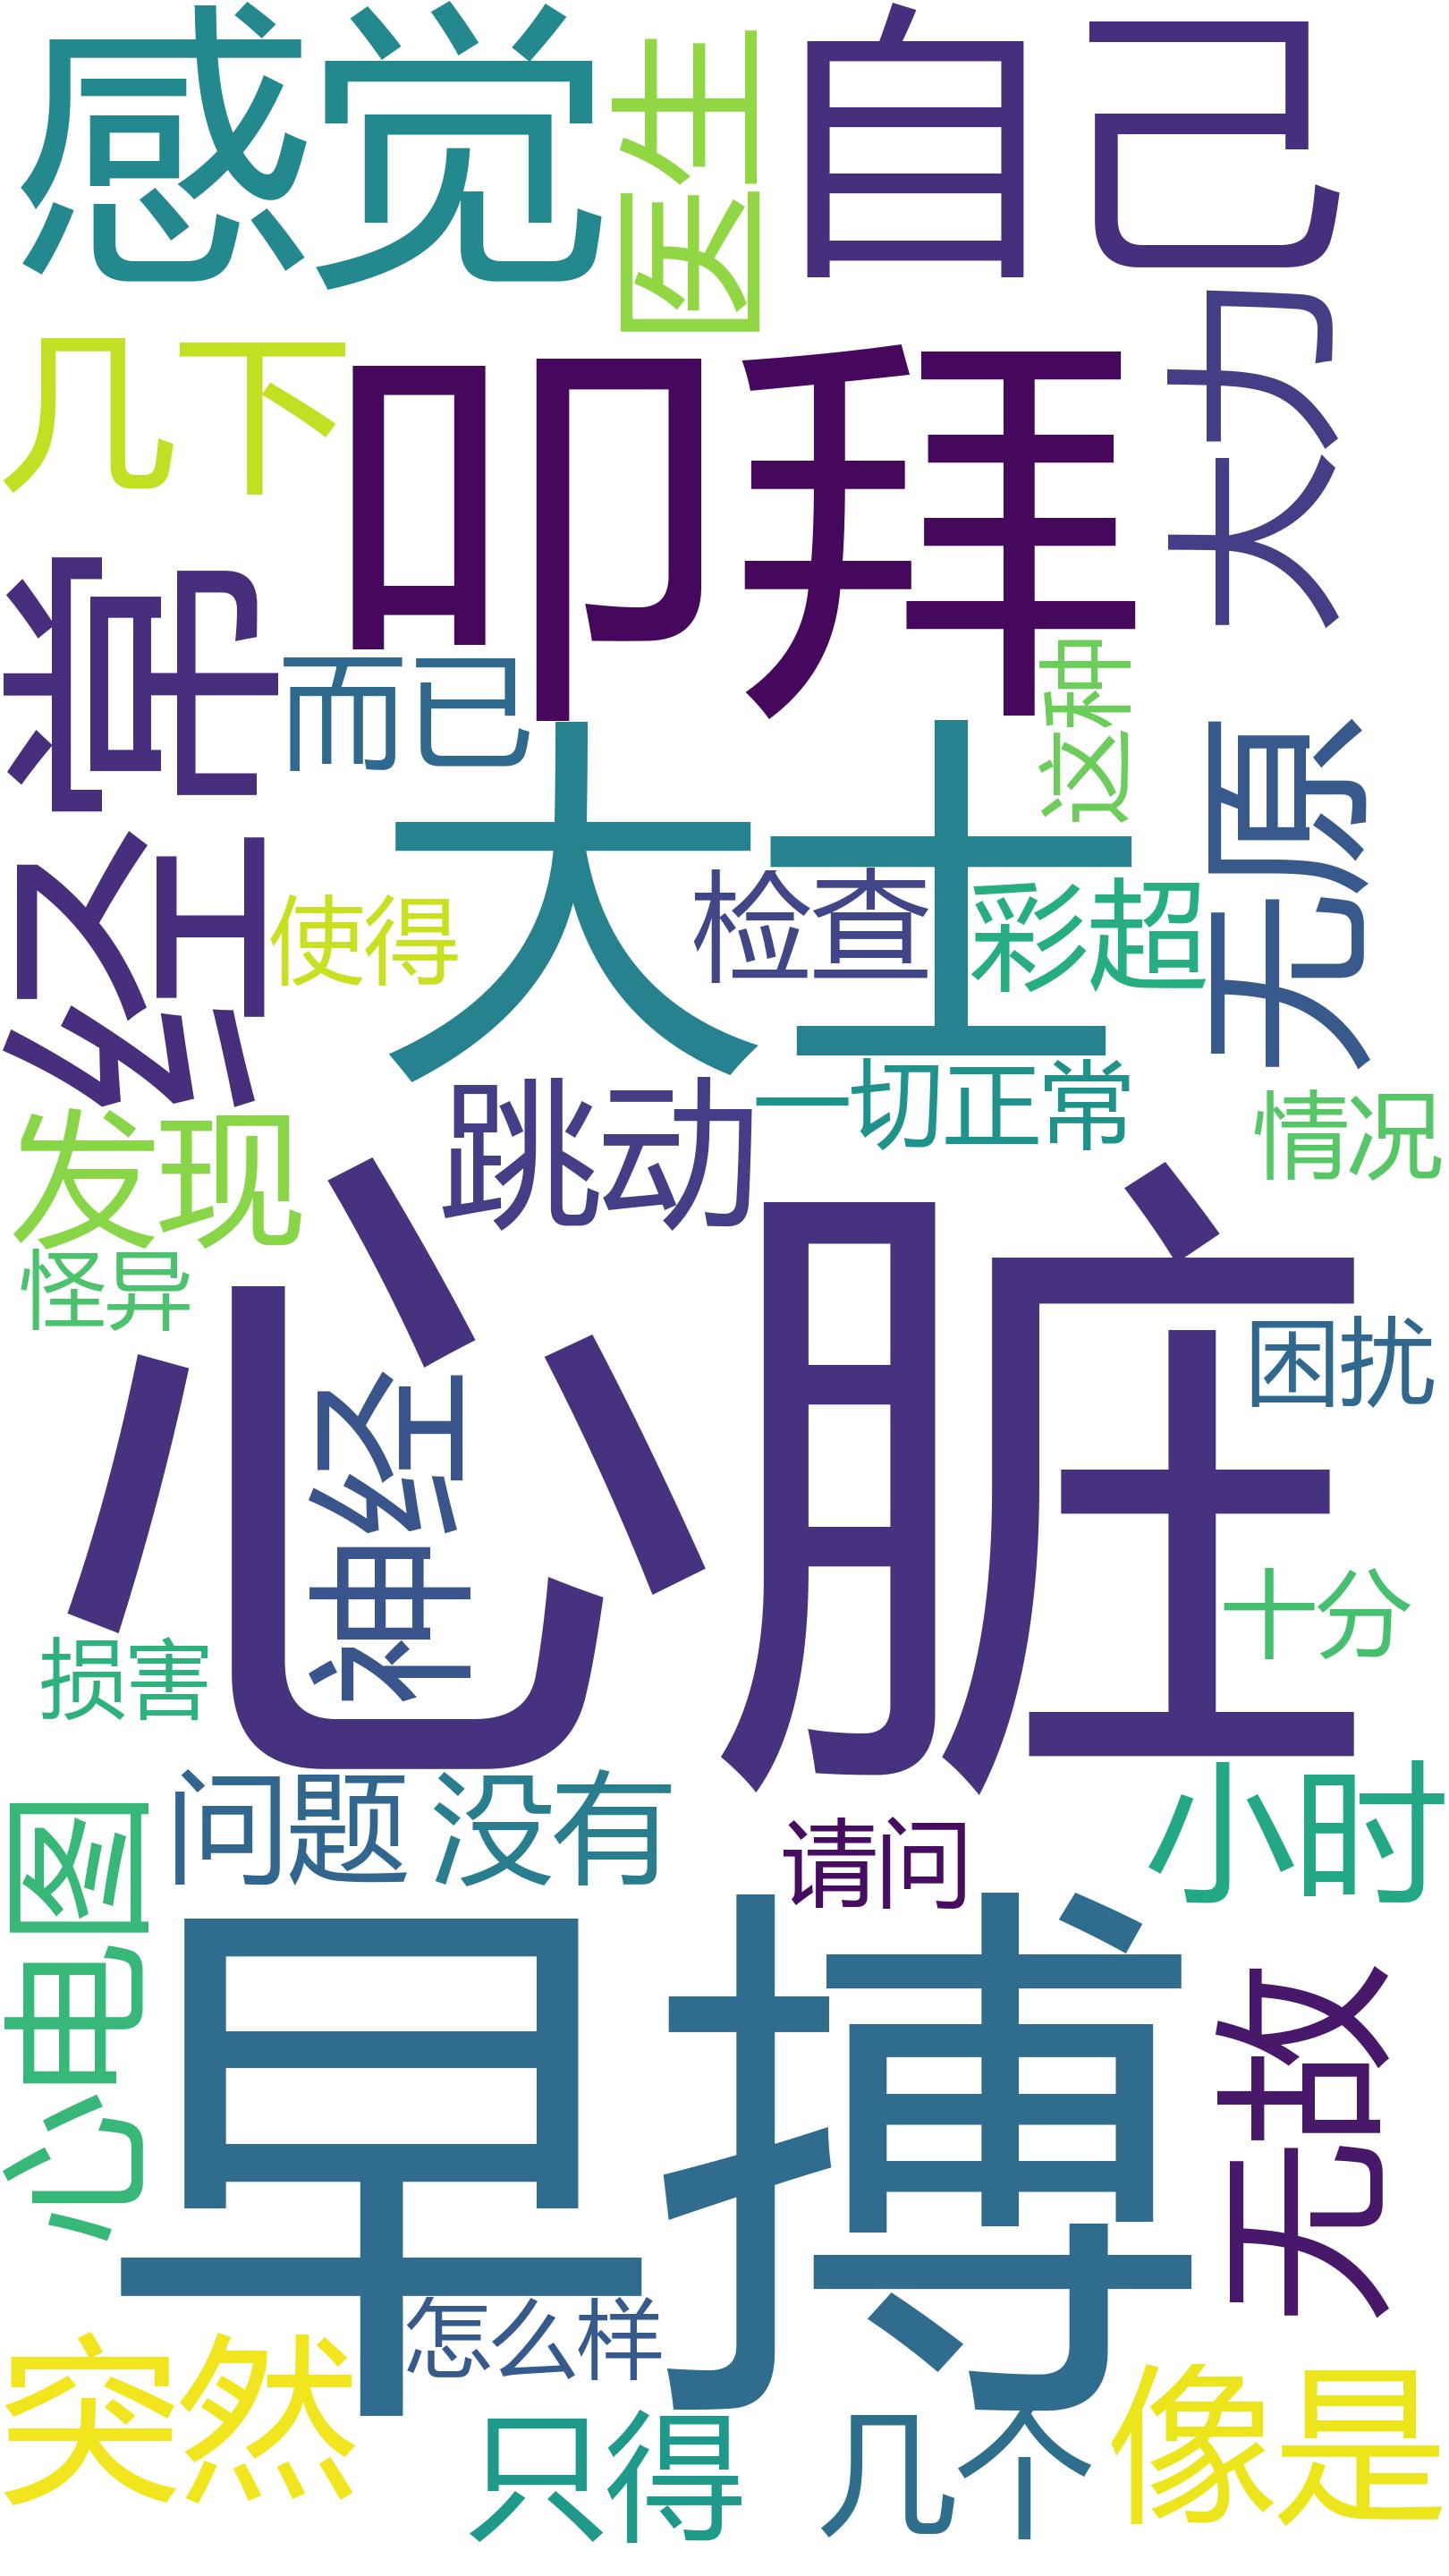 感觉
医生
自己
大力
几下
叩拜
经常
而已
这种
无原
大士
使得
检查
彩超
跳动
一切正常
情况
发现
怪异
心脏
困扰
神经
十分
损害
问题
没有
请问
小时
心电图
早搏
无故
怎么样
突然
只得
几个
像是